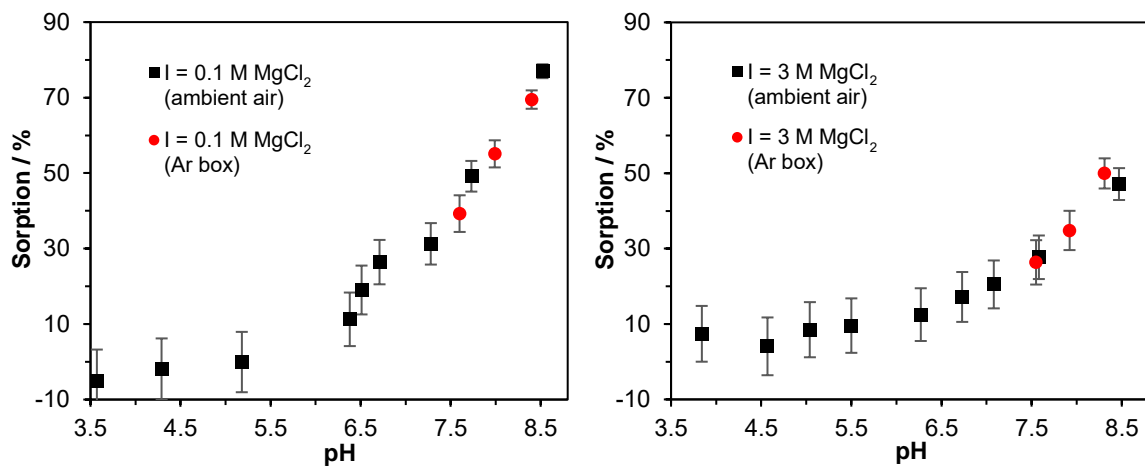 90
70
50
30
10
-10
Sorption / %
I = 0.1 M MgCl₂
(ambient air)
I = 0.1 M MgCl₂
(Ar box)
3.5 4.5 5.5 6.5 7.5 8.5
pH
90
70
50
30
10
-10
Sorption / %
I = 3 M MgCl₂
(ambient air)
I = 3 M MgCl₂
(Ar box)
3.5 4.5 5.5 6.5 7.5 8.5
pH